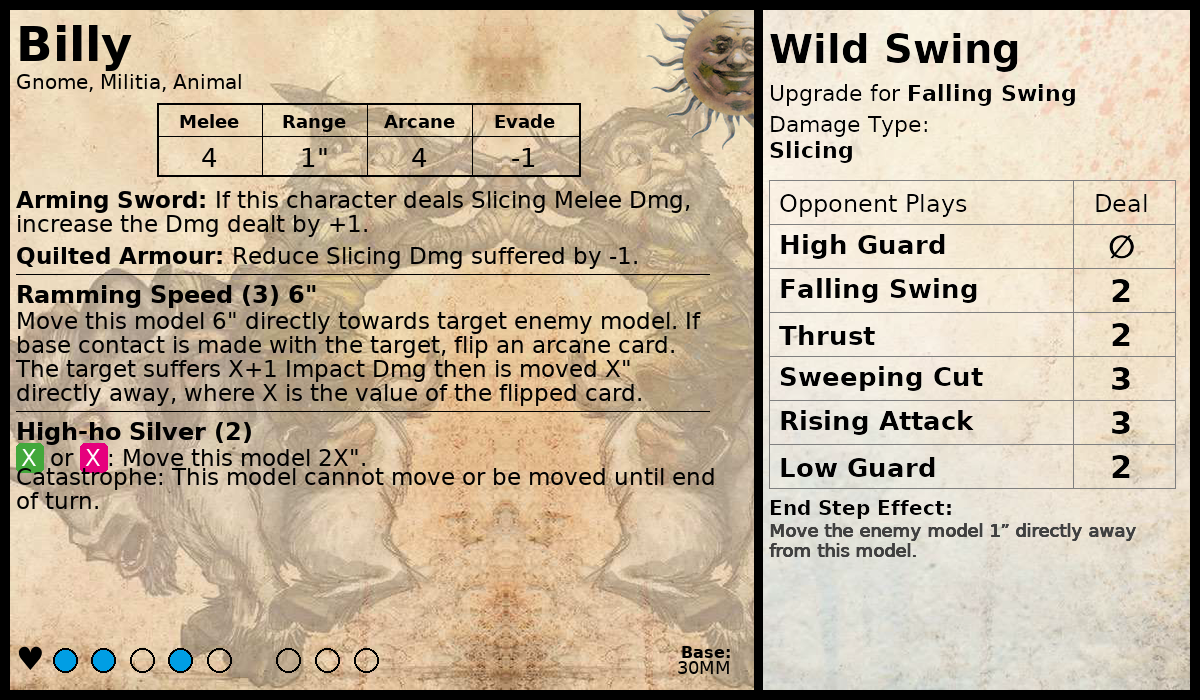 Billy
Gnome, Militia, Animal
Melee Range Arcane Evade
4 1" 4 -1
Arming Sword: If this character deals Slicing Melee Dmg,
increase the Dmg dealt by +1.
Quilted Armour: Reduce Slicing Dmg suffered by -1.
Ramming Speed (3) 6"
Move this model 6" directly towards target enemy model. If
base contact is made with the target, flip an arcane card.
The target suffers X+1 Impact Dmg then is moved X"
directly away, where X is the value of the flipped card.
High-ho Silver (2)
X or X: Move this model 2X".
Catastrophe: This model cannot move or be moved until end
of turn.
Base:
30MM
Wild Swing
Upgrade for Falling Swing
Damage Type:
Slicing
Opponent Plays Deal
High Guard ∅
Falling Swing 2
Thrust 2
Sweeping Cut 3
Rising Attack 3
Low Guard 2
End Step Effect:
Move the enemy model 1” directly away
from this model.